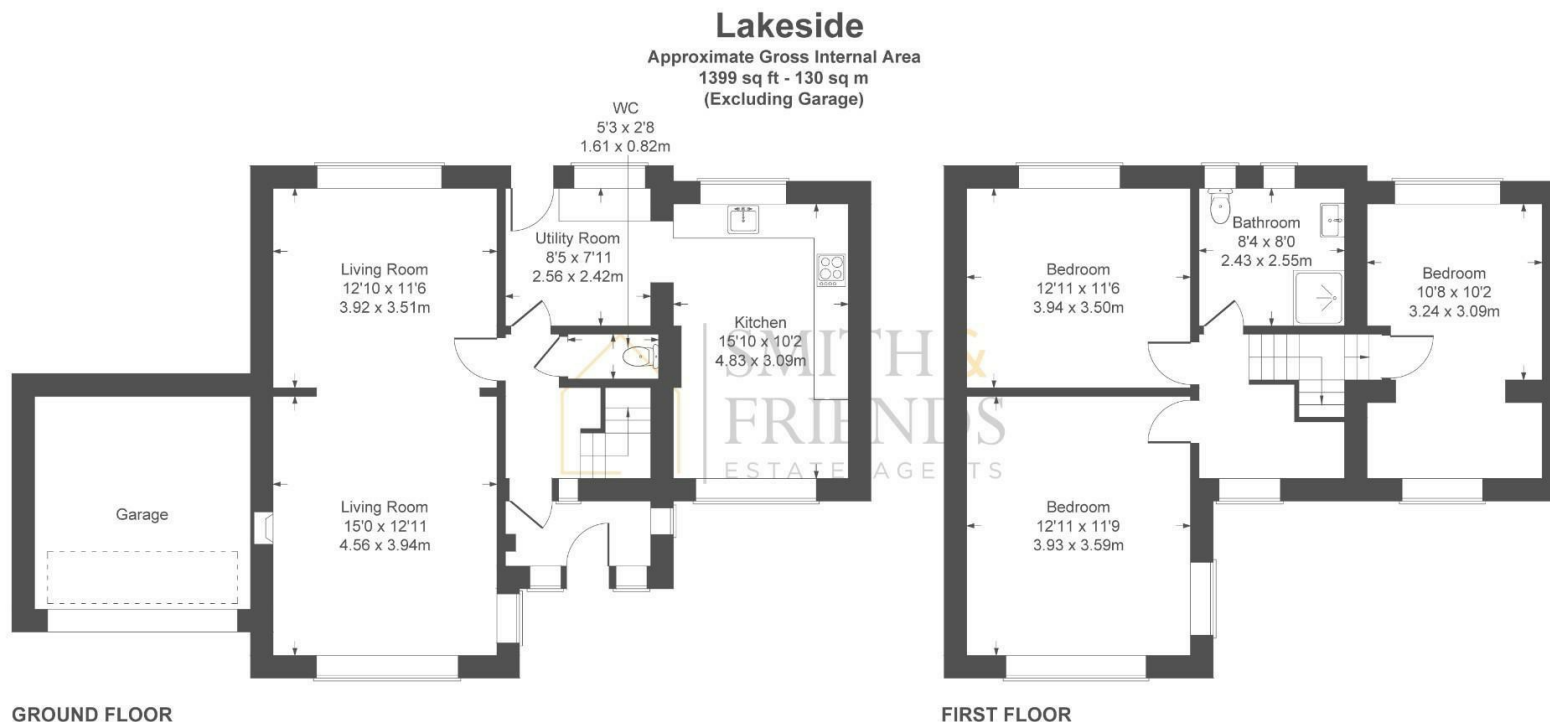 Lakeside
Approximate Gross Internal Area
1399 sq ft - 130 sq m
(Excluding Garage)
WC
5'3 x 2'8
1.61 x 0.82m
Living Room
12'10 x 11'6
3.92 x 3.51m
Utility Room
8'5 x 7'11
2.56 x 2.42m
Kitchen
15'10 x 10'2
4.83 x 3.09m
Garage
Living Room
15'0 x 12'11
4.56 x 3.94m
Bedroom
12'11 x 11'6
3.94 x 3.50m
Bathroom
8'4 x 8'0
2.43 x 2.55m
Bedroom
10'8 x 10'2
3.24 x 3.09m
Bedroom
12'11 x 11'9
3.93 x 3.59m
SMITH &
FRIENDS
ESTATE AGENTS
GROUND FLOOR
FIRST FLOOR